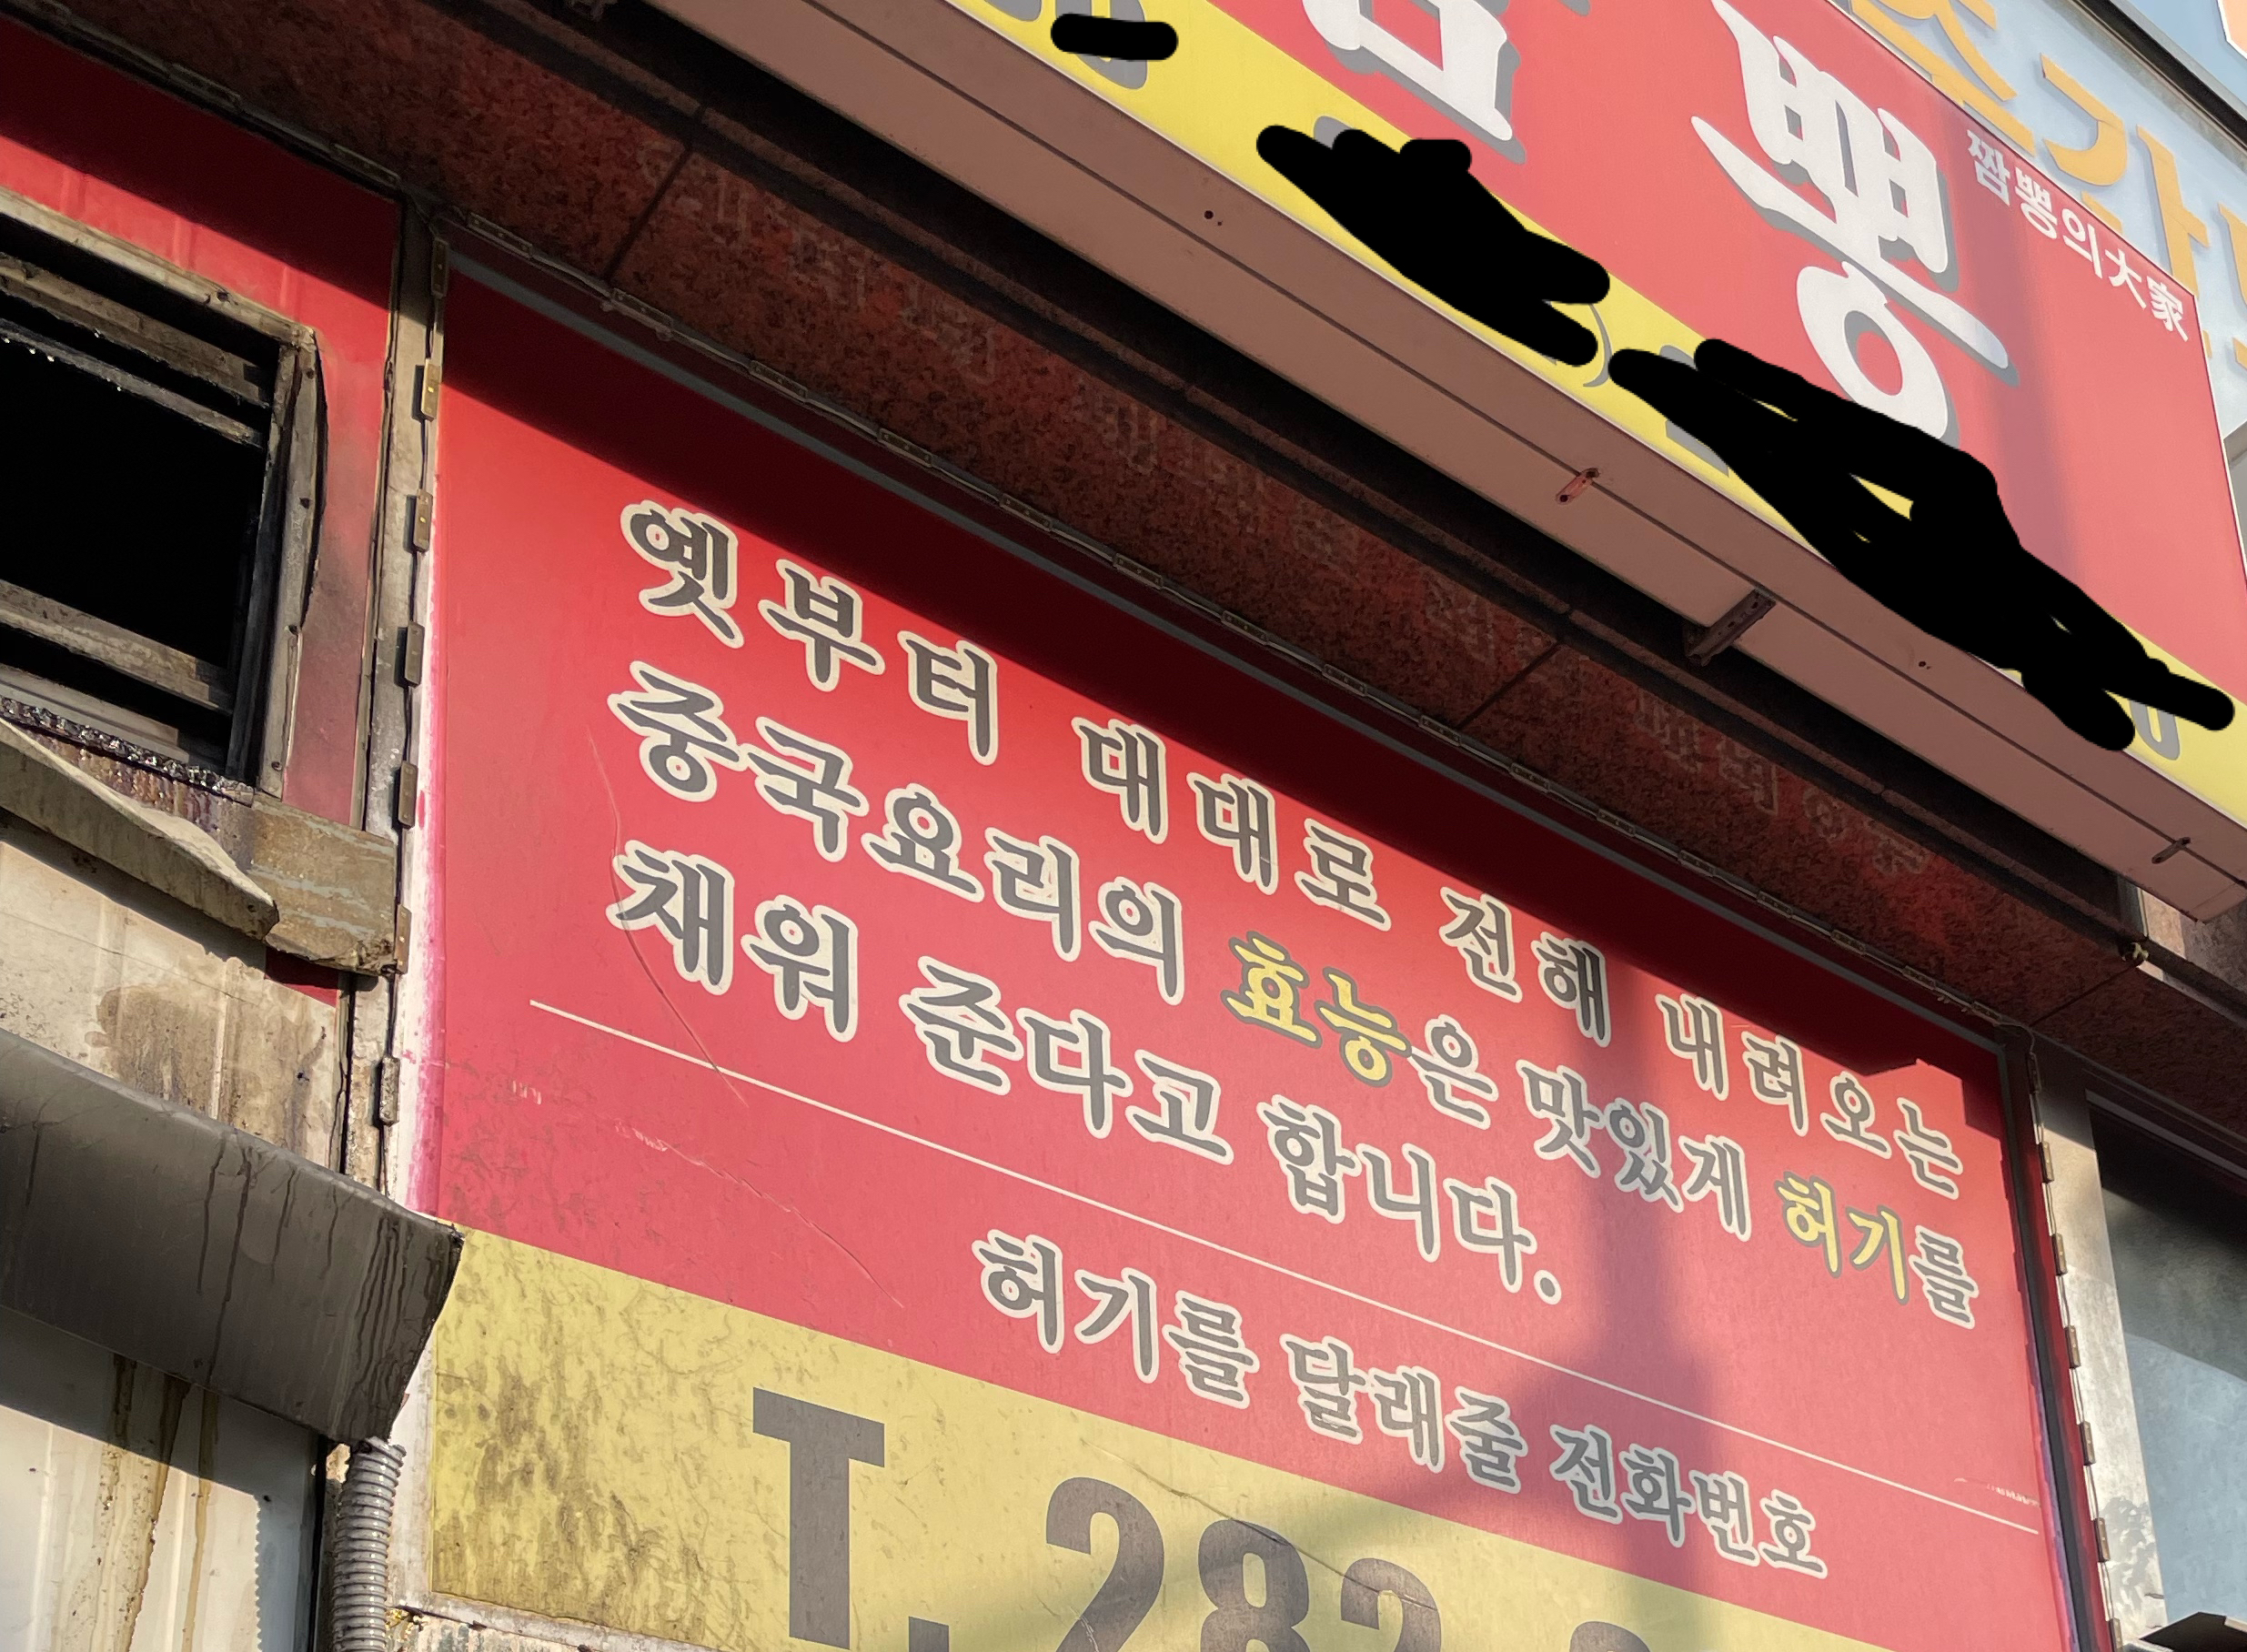 뽕
짬뽕의大家
옛부터 대대로 전해 내려오는
중국요리의 효능은 맛있게 허기를
채워 준다고 합니다.
허기를 달래줄 전화번호
T. 282